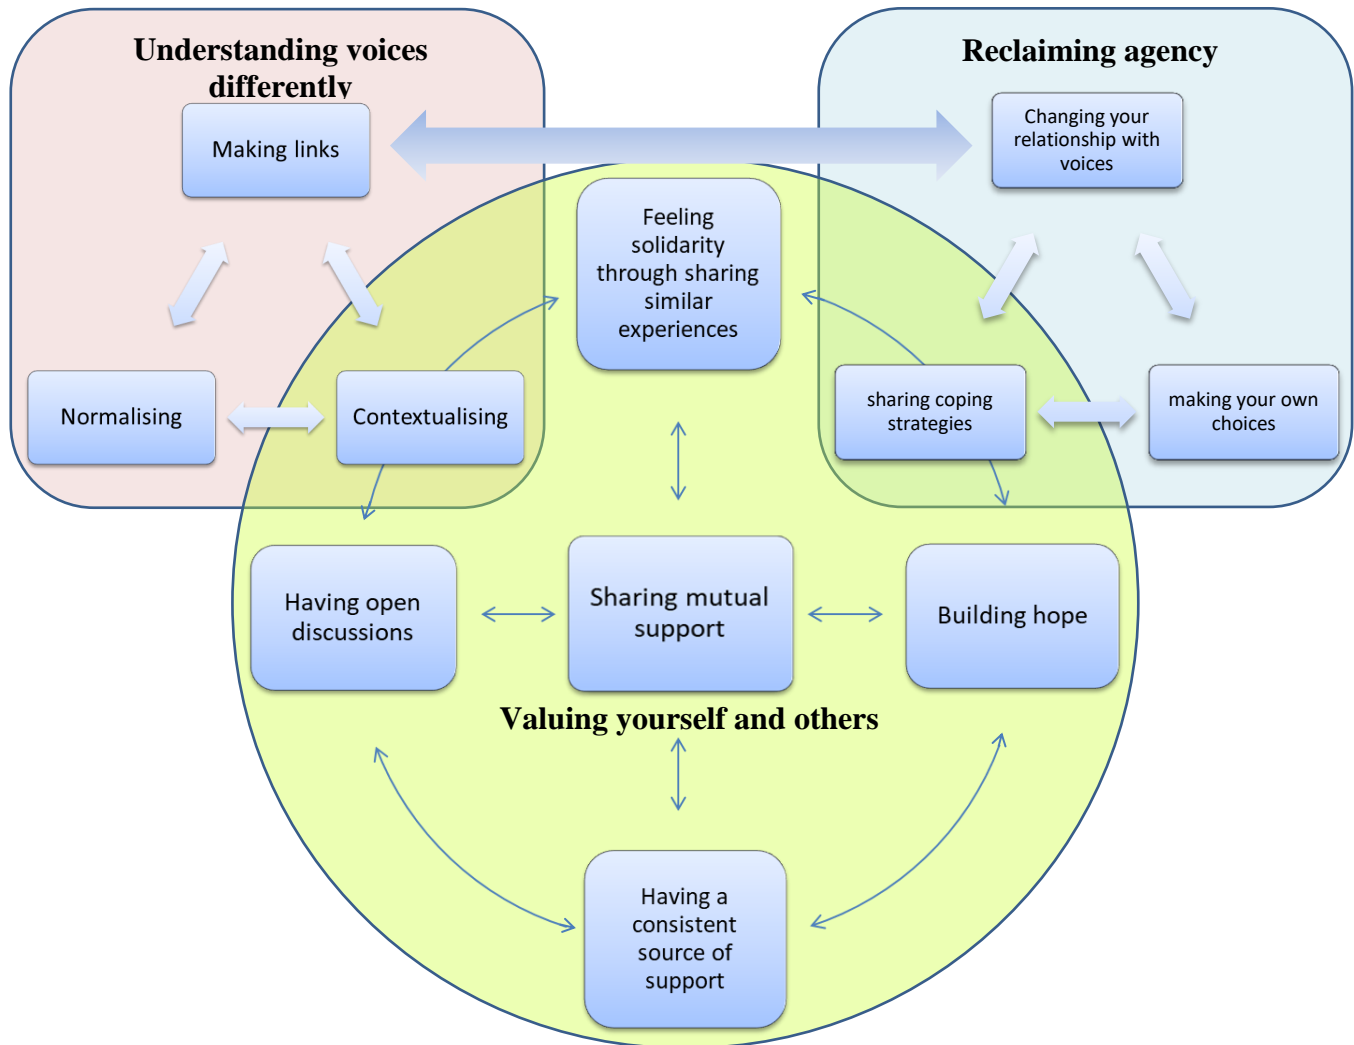 Understanding voices
differently
Making links
Normalising
Contextualising
Reclaiming agency
Changing your
relationship with
voices
sharing coping
strategies
making your own
choices
Feeling
solidarity
through sharing
similar
experiences
Having open
discussions
Sharing mutual
support
Building hope
Valuing yourself and others
Having a
consistent
source of
support